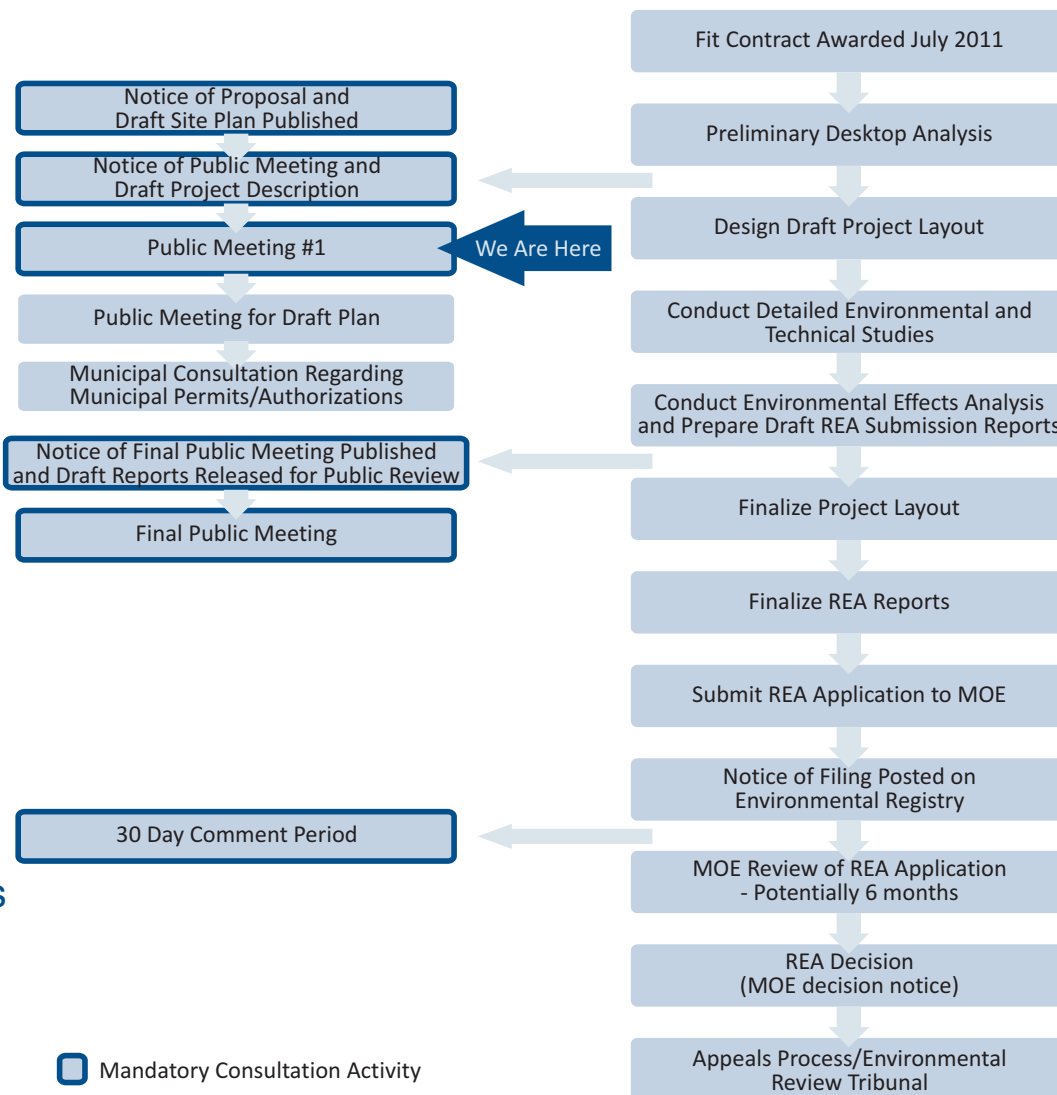 Notice of Proposal and
Draft Site Plan Published
Notice of Public Meeting and
Draft Project Description
Public Meeting #1
We Are Here
Public Meeting for Draft Plan
Municipal Consultation Regarding
Municipal Permits/Authorizations
Notice of Final Public Meeting Published
and Draft Reports Released for Public Review
Final Public Meeting
30 Day Comment Period
s
Mandatory Consultation Activity
Fit Contract Awarded July 2011
Preliminary Desktop Analysis
Design Draft Project Layout
Conduct Detailed Environmental and
Technical Studies
Conduct Environmental Effects Analysis
and Prepare Draft REA Submission Reports
Finalize Project Layout
Finalize REA Reports
Submit REA Application to MOE
Notice of Filing Posted on
Environmental Registry
MOE Review of REA Application
- Potentially 6 months
REA Decision
(MOE decision notice)
Appeals Process/Environmental
Review Tribunal